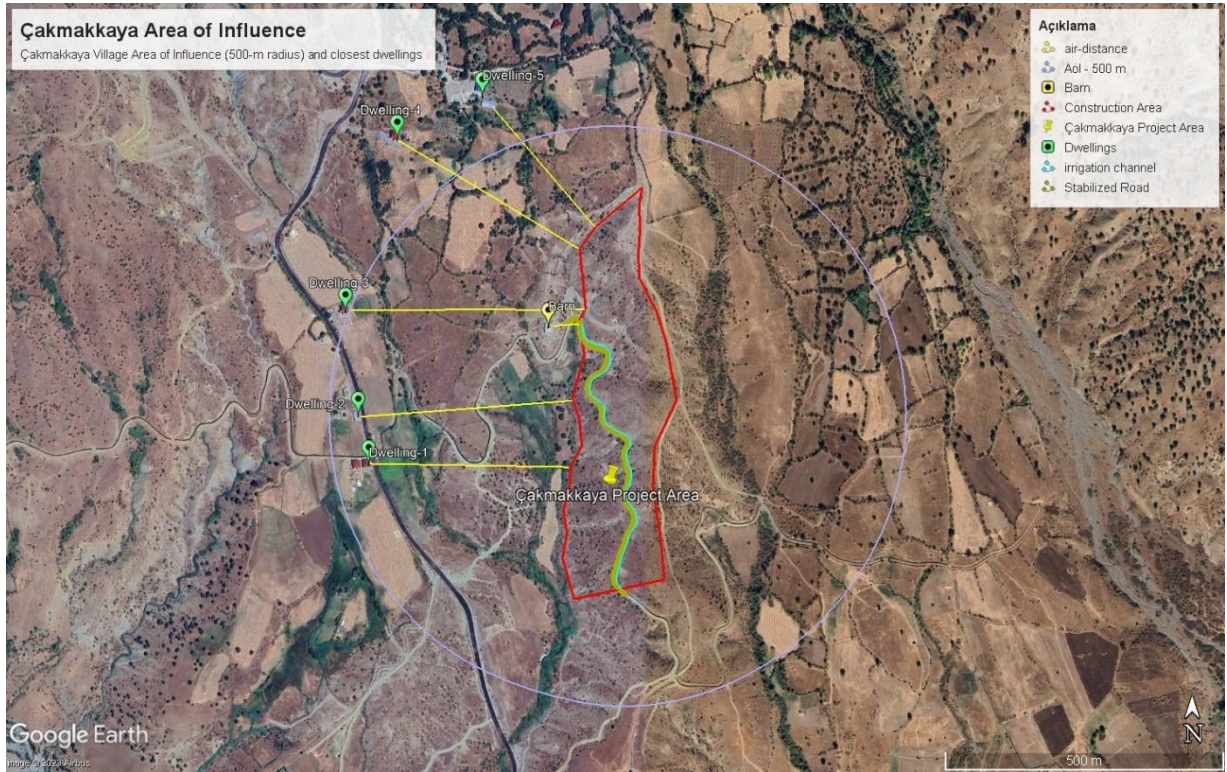 Çakmakkaya Area of Influence
Çakmakkaya Village Area of Influence (500-m radius) and closest dwellings
Açıklama
air-distance
AoI - 500 m
Barn
Construction Area
Çakmakkaya Project Area
Dwellings
irrigation channel
Stabilized Road
Dwelling-5
Dwelling-4
Dwelling-3
Barn
Dwelling-2
Dwelling-1
Çakmakkaya Project Area
Google Earth
Image © 2023 Airbus
N
500 m